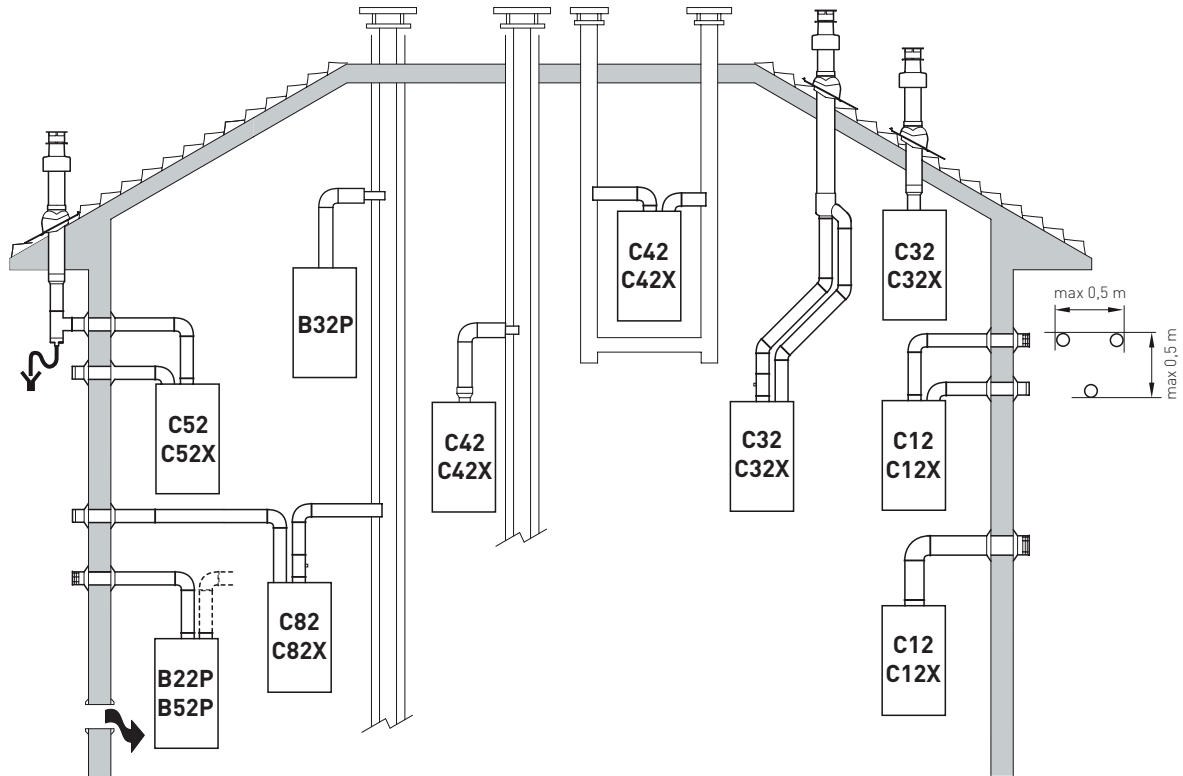 C42
C42X
C32
C32X
B32P
max 0,5 m
max 0,5 m
C52
C52X
C42
C42X
C32
C32X
C12
C12X
C82
C82X
C12
C12X
B22P
B52P